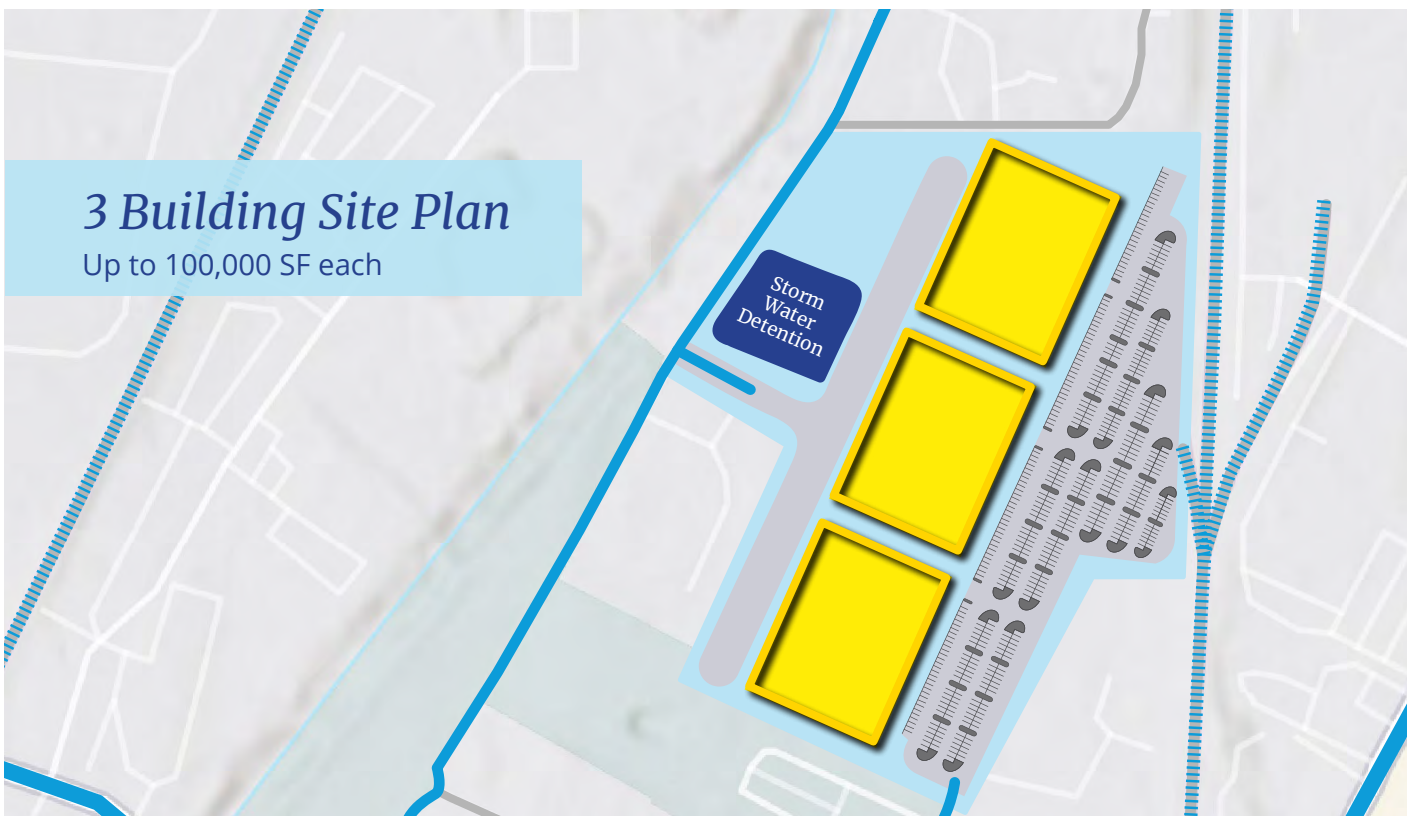 3 Building Site Plan
Up to 100,000 SF each
Storm
Water
Detention